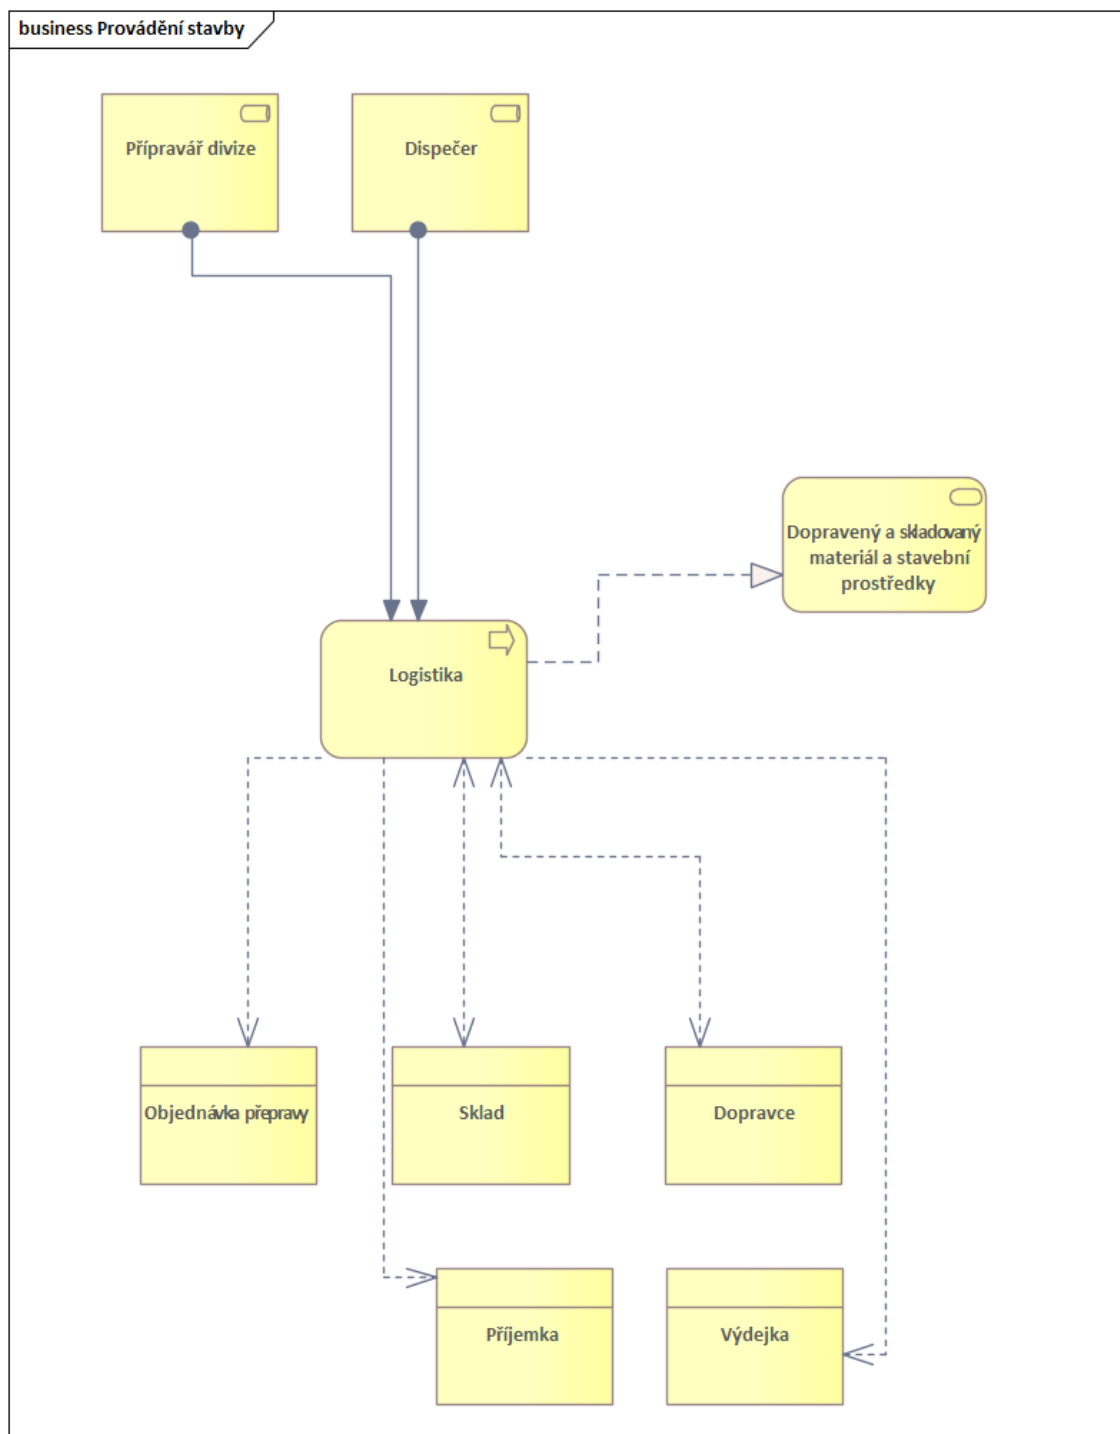 business Provádění stavby
Přípravář divize
Dispečer
Dopravený a skladovaný
materiál a stavební
prostředky
Logistika
Objednávka přepravy
Sklad
Dopravce
Příjemka
Výdejka